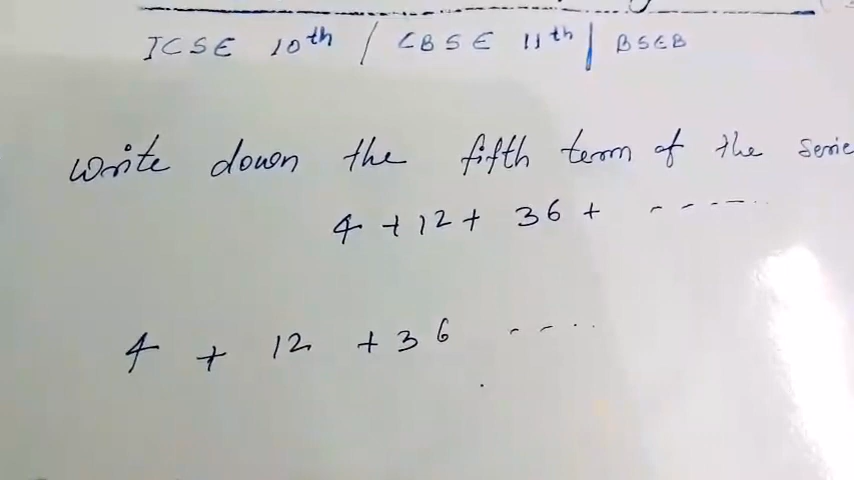 ICSE 10th / CBSE 11th | BSEB
write down the fifth term of the serie
4 + 12 + 36 + - - - - ..
4 + 12 + 36 - - . .